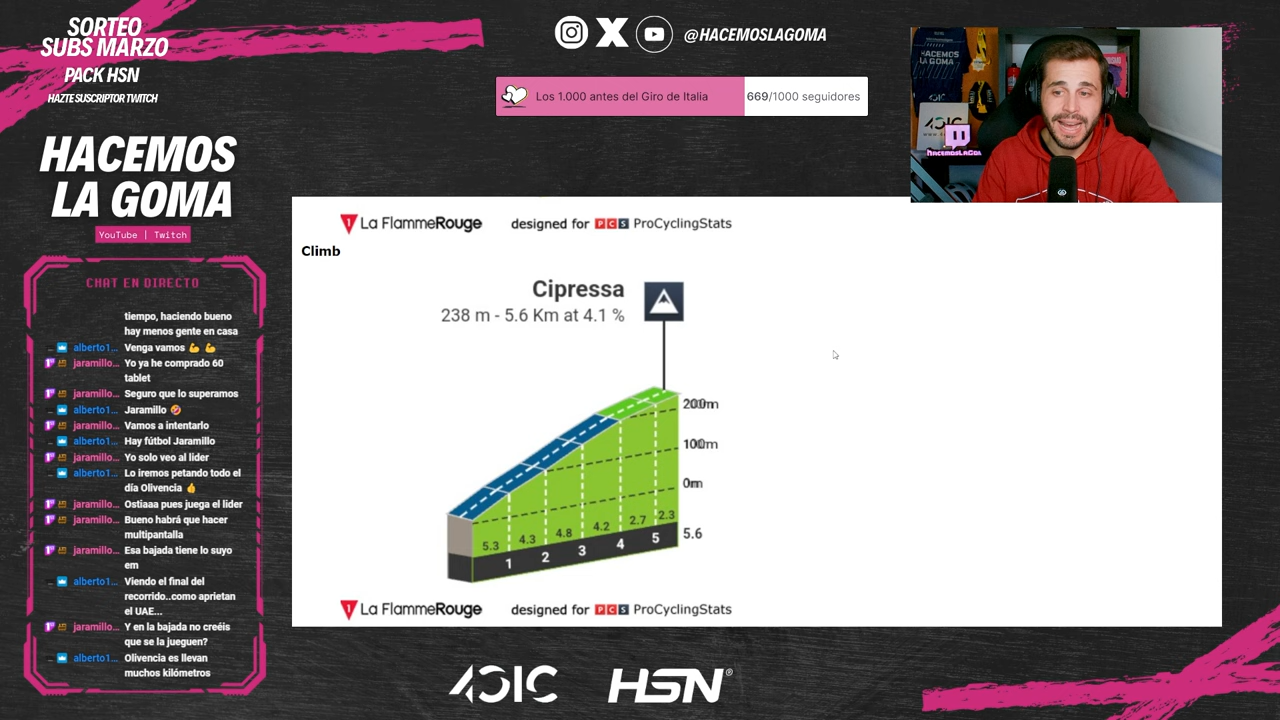 SORTEO
SUBS MARZO
PACK HSN
HAZTE SUSCRIPTOR TWITCH
HACEMOS
LA GOMA
YouTube | Twitch
CHAT EN DIRECTO
tiempo, haciendo bueno
hay menos gente en casa
alberto1... Venga vamos 💪 💪
jaramillo... Yo ya he comprado 60
tablet
jaramillo... Seguro que lo superamos
alberto1... Jaramillo 🤣
jaramillo... Vamos a intentarlo
alberto1... Hay fútbol Jaramillo
jaramillo... Yo solo veo al lider
alberto1... Lo iremos petando todo el
día Olivencia 👍
jaramillo... Ostiaaa pues juega el lider
jaramillo... Bueno habrá que hacer
multipantalla
jaramillo... Esa bajada tiene lo suyo
em
alberto1... Viendo el final del
recorrido..como aprietan
el UAE...
jaramillo... Y en la bajada no creéis
que se la jueguen?
alberto1... Olivencia es llevan
muchos kilómetros
@HACEMOSLAGOMA
Los 1.000 antes del Giro de Italia 669/1000 seguidores
HACEMOS
LA GOMA
HACEMOSLAGOMA
La FlammeRouge designed for PCS ProCyclingStats
Climb
Cipressa
238 m - 5.6 Km at 4.1 %
200m
100m
0m
5.3 4.3 4.8 4.2 2.7 2.3
1 2 3 4 5 5.6
La FlammeRouge designed for PCS ProCyclingStats
HSN®